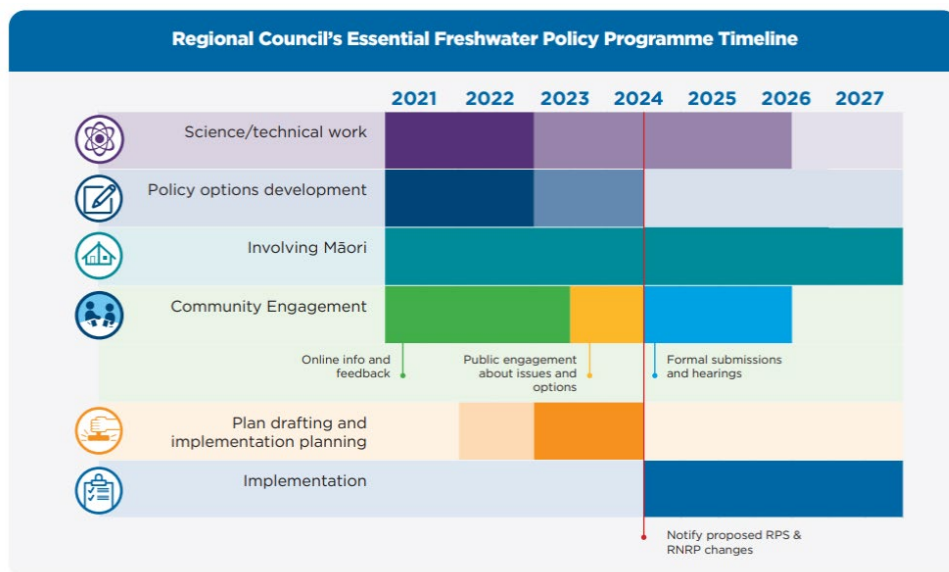 Regional Council's Essential Freshwater Policy Programme Timeline
2021 2022 2023 2024 2025 2026 2027
Science/technical work
Policy options development
Involving Māori
Community Engagement
Online info and
feedback
Public engagement
about issues and
options
Formal submissions
and hearings
Plan drafting and
implementation planning
Implementation
Notify proposed RPS &
RNRP changes